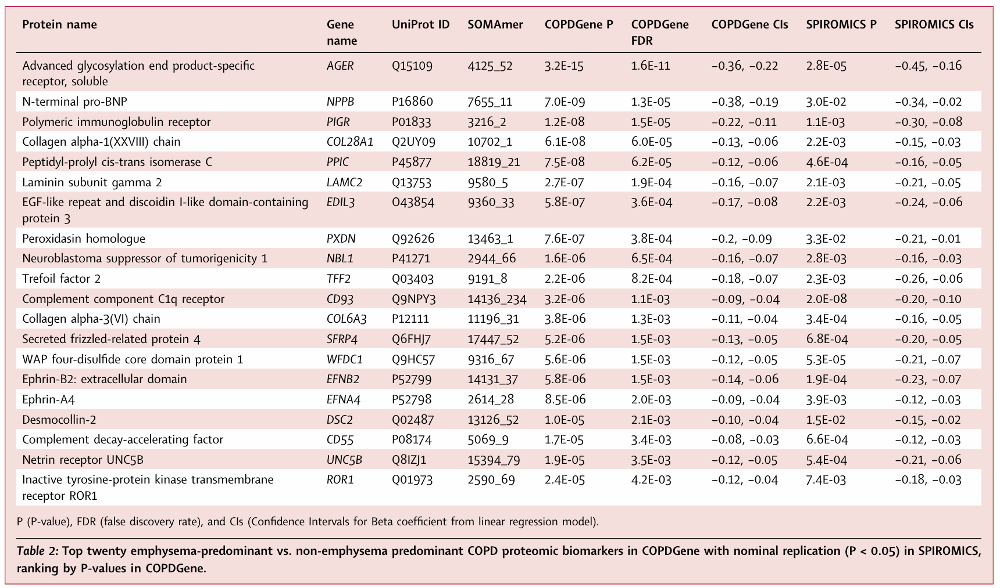 Protein name Gene name UniProt ID SOMAmer COPDGene P COPDGene FDR COPDGene CIs SPIROMICS P SPIROMICS CIs
Advanced glycosylation end product-specific receptor, soluble AGER Q15109 4125_52 3.2E-15 1.6E-11 −0.36, −0.22 2.8E-05 −0.45, −0.16
N-terminal pro-BNP NPPB P16860 7655_11 7.0E-09 1.3E-05 −0.38, −0.19 3.0E-02 −0.34, −0.02
Polymeric immunoglobulin receptor PIGR P01833 3216_2 1.2E-08 1.5E-05 −0.22, −0.11 1.1E-03 −0.30, −0.08
Collagen alpha-1(XXVIII) chain COL28A1 Q2UY09 10702_1 6.1E-08 6.0E-05 −0.13, −0.06 2.2E-03 −0.15, −0.03
Peptidyl-prolyl cis-trans isomerase C PPIC P45877 18819_21 7.5E-08 6.2E-05 −0.12, −0.06 4.6E-04 −0.16, −0.05
Laminin subunit gamma 2 LAMC2 Q13753 9580_5 2.7E-07 1.9E-04 −0.16, −0.07 2.1E-03 −0.21, −0.05
EGF-like repeat and discoidin I-like domain-containing protein 3 EDIL3 O43854 9360_33 5.8E-07 3.6E-04 −0.17, −0.08 2.2E-03 −0.24, −0.06
Peroxidasin homologue PXDN Q92626 13463_1 7.6E-07 3.8E-04 −0.2, −0.09 3.3E-02 −0.21, −0.01
Neuroblastoma suppressor of tumorigenicity 1 NBL1 P41271 2944_66 1.6E-06 6.5E-04 −0.16, −0.07 2.8E-03 −0.16, −0.03
Trefoil factor 2 TFF2 Q03403 9191_8 2.2E-06 8.2E-04 −0.18, −0.07 2.3E-03 −0.26, −0.06
Complement component C1q receptor CD93 Q9NPY3 14136_234 3.2E-06 1.1E-03 −0.09, −0.04 2.0E-08 −0.20, −0.10
Collagen alpha-3(VI) chain COL6A3 P12111 11196_31 3.8E-06 1.3E-03 −0.11, −0.04 3.4E-04 −0.16, −0.05
Secreted frizzled-related protein 4 SFRP4 Q6FHJ7 17447_52 5.2E-06 1.5E-03 −0.13, −0.05 6.8E-04 −0.20, −0.05
WAP four-disulfide core domain protein 1 WFDC1 Q9HC57 9316_67 5.6E-06 1.5E-03 −0.12, −0.05 5.3E-05 −0.21, −0.07
Ephrin-B2: extracellular domain EFNB2 P52799 14131_37 5.8E-06 1.5E-03 −0.14, −0.06 1.9E-04 −0.23, −0.07
Ephrin-A4 EFNA4 P52798 2614_28 8.5E-06 2.0E-03 −0.09, −0.04 3.9E-03 −0.12, −0.03
Desmocollin-2 DSC2 Q02487 13126_52 1.0E-05 2.1E-03 −0.10, −0.04 1.5E-02 −0.15, −0.02
Complement decay-accelerating factor CD55 P08174 5069_9 1.7E-05 3.4E-03 −0.08, −0.03 6.6E-04 −0.12, −0.03
Netrin receptor UNC5B UNC5B Q8IZJ1 15394_79 1.9E-05 3.5E-03 −0.12, −0.05 5.4E-04 −0.21, −0.06
Inactive tyrosine-protein kinase transmembrane receptor ROR1 ROR1 Q01973 2590_69 2.4E-05 4.2E-03 −0.12, −0.04 7.4E-03 −0.18, −0.03
P (P-value), FDR (false discovery rate), and CIs (Confidence Intervals for Beta coefficient from linear regression model).
Table 2: Top twenty emphysema-predominant vs. non-emphysema predominant COPD proteomic biomarkers in COPDGene with nominal replication (P < 0.05) in SPIROMICS,
ranking by P-values in COPDGene.